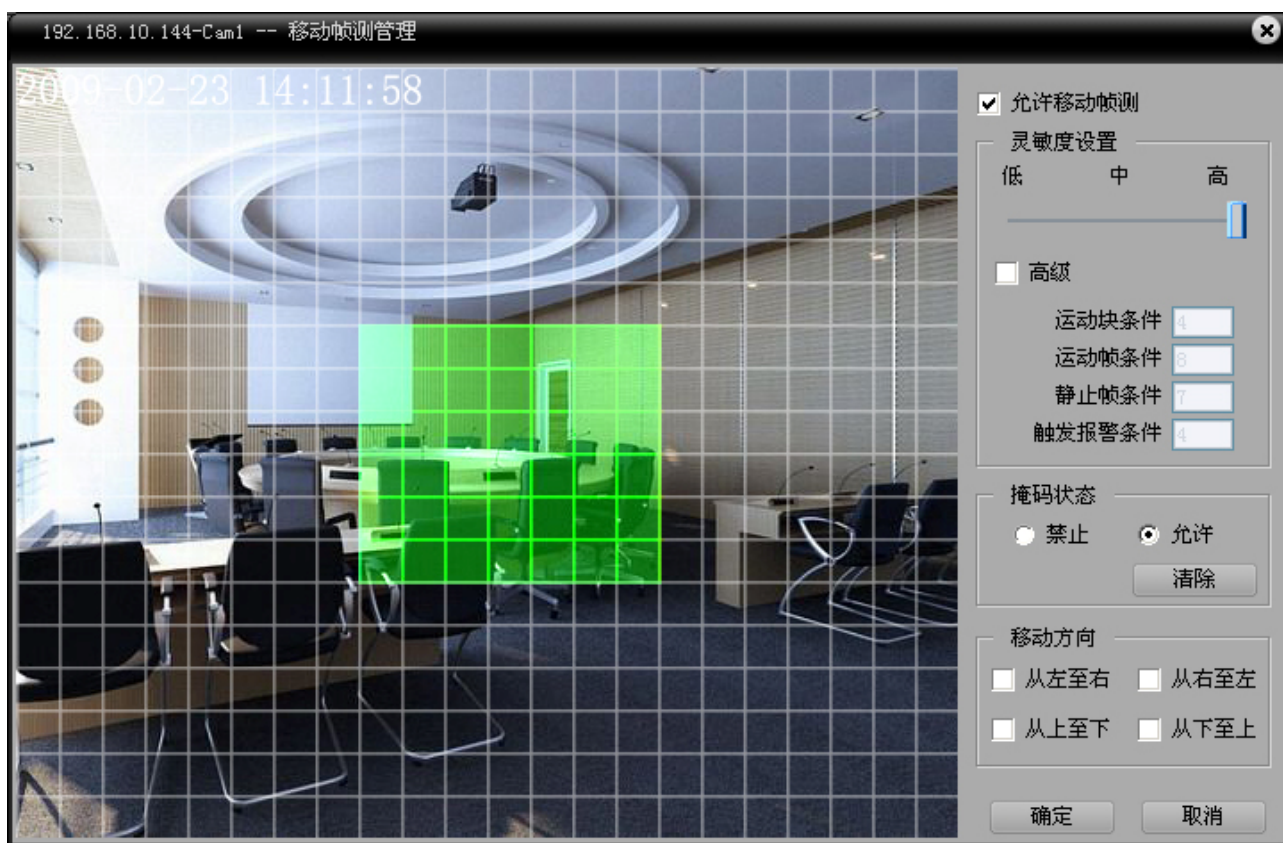 192.168.10.144-Cam1 -- 移动帧测管理
2009-02-23 14:11:58
允许移动帧测
灵敏度设置
低 中 高
高级
运动块条件 4
运动帧条件 8
静止帧条件 7
触发报警条件 4
掩码状态
禁止 允许
清除
移动方向
从左至右 从右至左
从上至下 从下至上
确定 取消